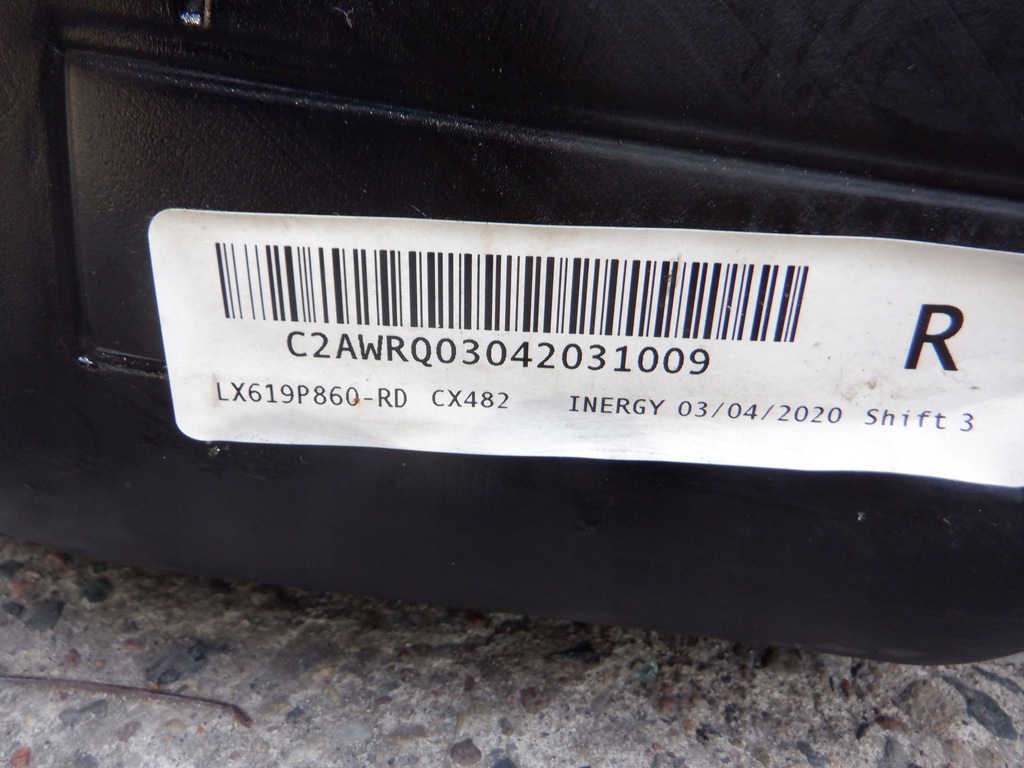 C2AWRQ03042031009
R
LX619P860-RD CX482 INERGY 03/04/2020 Shift 3